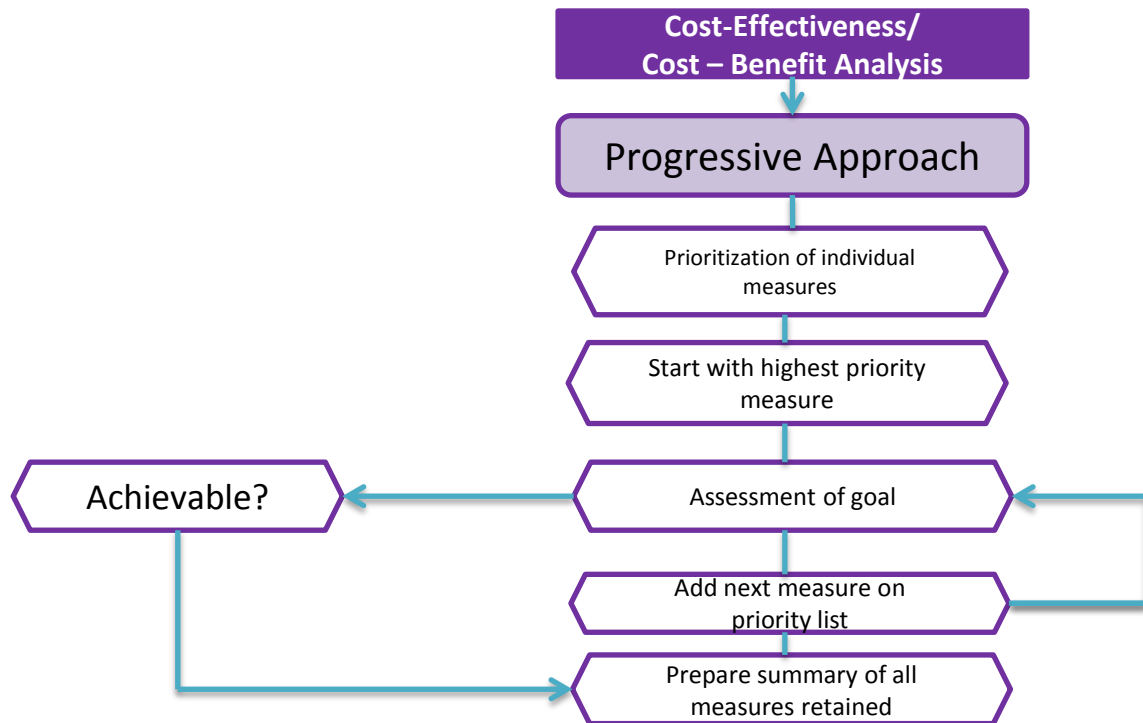 Cost-Effectiveness/
Cost – Benefit Analysis
Progressive Approach
Prioritization of individual
measures
Start with highest priority
measure
Achievable?
Assessment of goal
Add next measure on
priority list
Prepare summary of all
measures retained